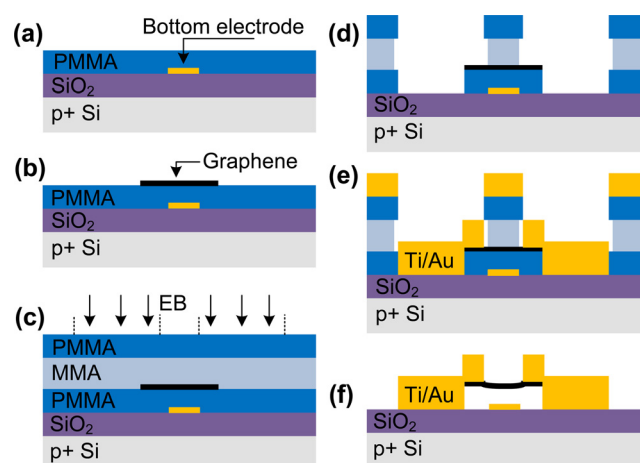 (a)
Bottom electrode
PMMA
SiO₂
p+ Si
(b)
Graphene
PMMA
SiO₂
p+ Si
(c)
EB
PMMA
MMA
PMMA
SiO₂
p+ Si
(d)
SiO₂
p+ Si
(e)
Ti/Au
SiO₂
p+ Si
(f)
Ti/Au
SiO₂
p+ Si